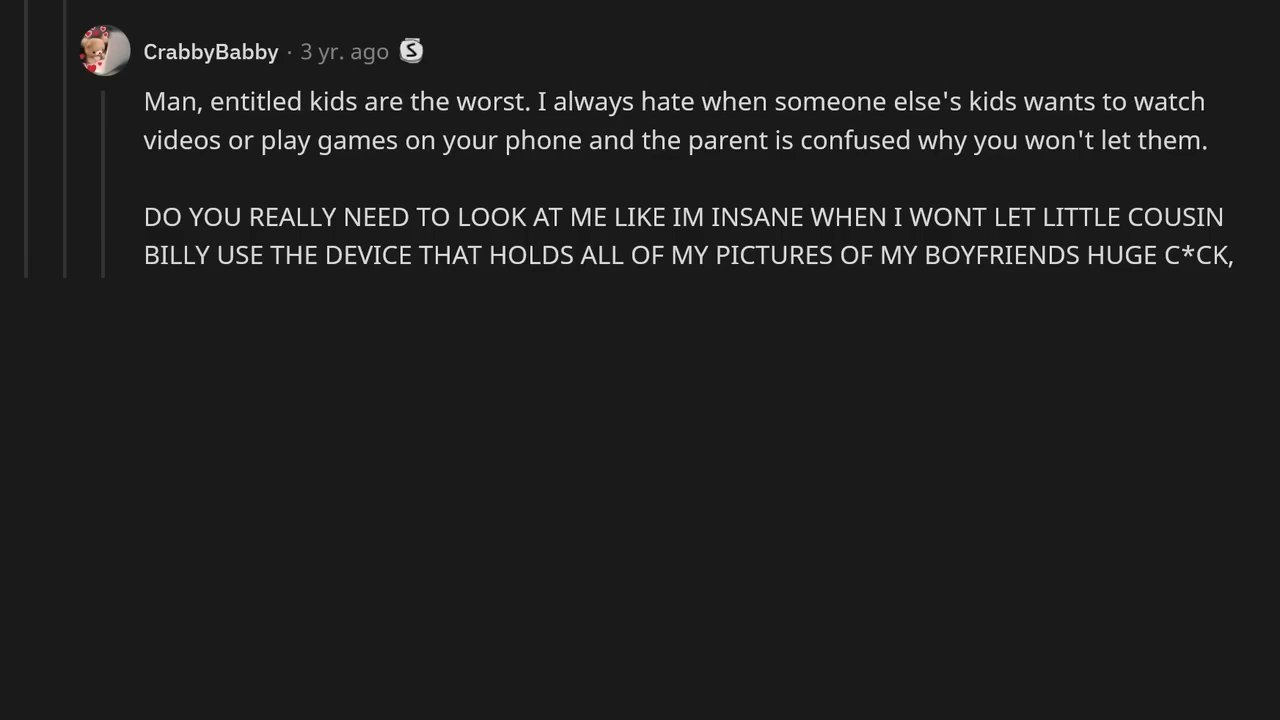 CrabbyBabby · 3 yr. ago
Man, entitled kids are the worst. I always hate when someone else's kids wants to watch
videos or play games on your phone and the parent is confused why you won't let them.
DO YOU REALLY NEED TO LOOK AT ME LIKE IM INSANE WHEN I WONT LET LITTLE COUSIN
BILLY USE THE DEVICE THAT HOLDS ALL OF MY PICTURES OF MY BOYFRIENDS HUGE C*CK,